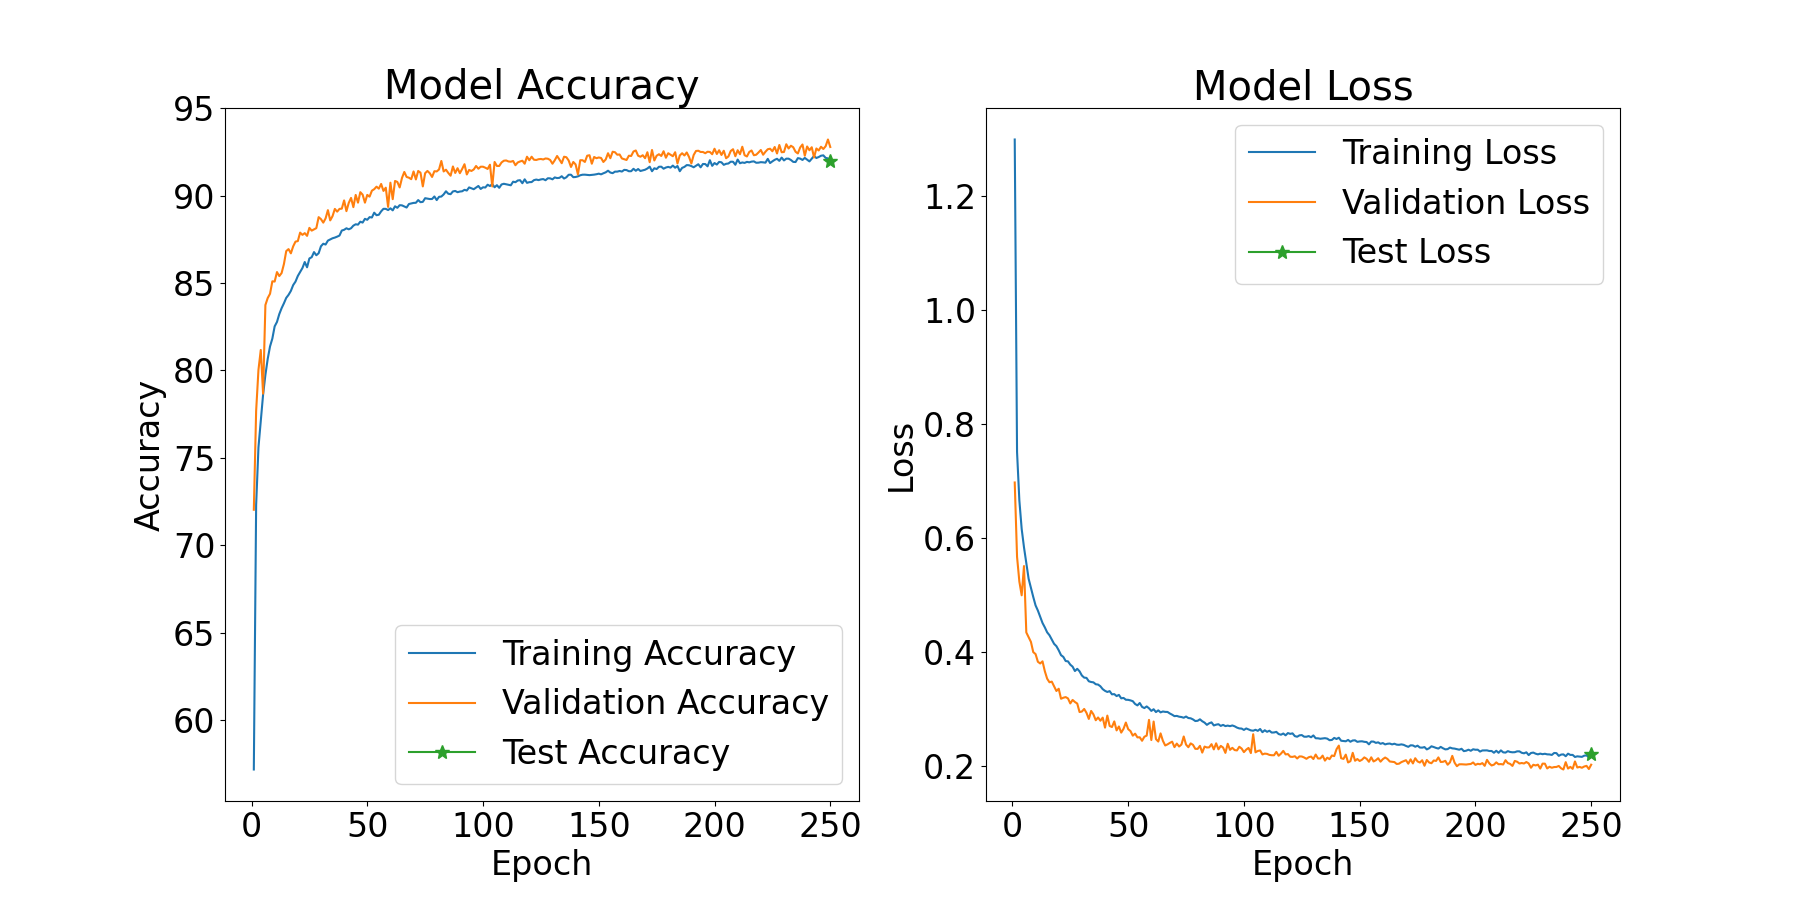 Model Accuracy
95
90
85
80
75
70
65
60
Accuracy
Training Accuracy
Validation Accuracy
Test Accuracy
0 50 100 150 200 250
Epoch
Model Loss
1.2
1.0
0.8
0.6
0.4
0.2
Loss
Training Loss
Validation Loss
Test Loss
0 50 100 150 200 250
Epoch